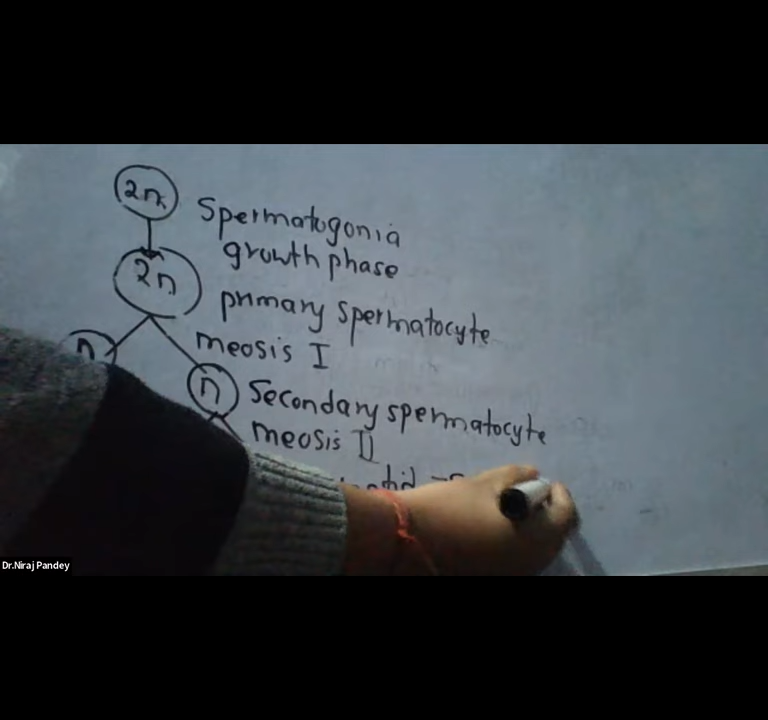 2n
Spermatogonia
growth phase
2n
primary spermatocyte
meosis I
n
n
Secondary spermatocyte
meosis II
Dr.Niraj Pandey